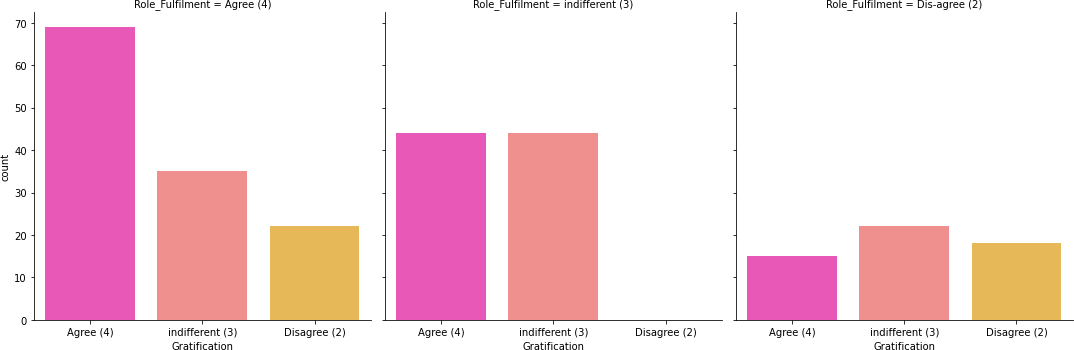 Role_Fulfilment = Agree (4)
Role_Fulfilment = indifferent (3)
Role_Fulfilment = Dis-agree (2)
70
60
50
40
30
20
10
0
count
Agree (4) indifferent (3) Disagree (2)
Gratification
Agree (4) indifferent (3) Disagree (2)
Gratification
Agree (4) indifferent (3) Disagree (2)
Gratification